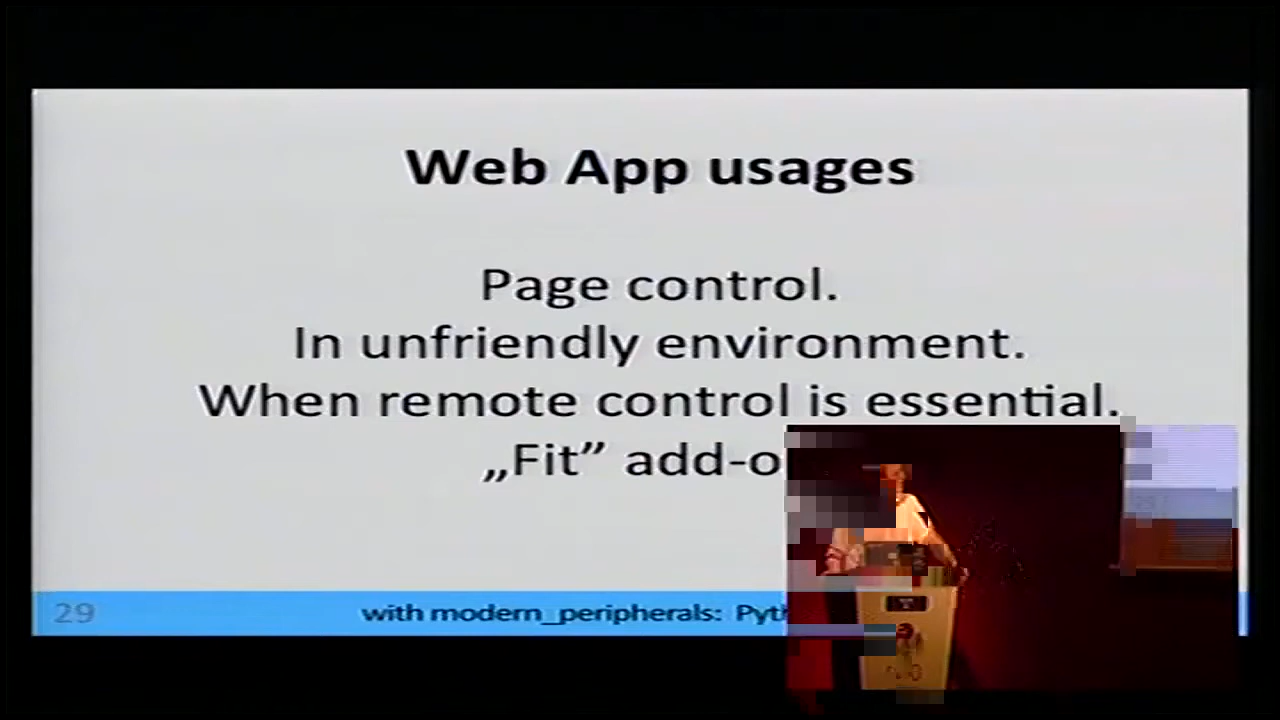 Web App usages
Page control.
In unfriendly environment.
When remote control is essential.
„Fit” add-o
29
with modern_peripherals: Pyth